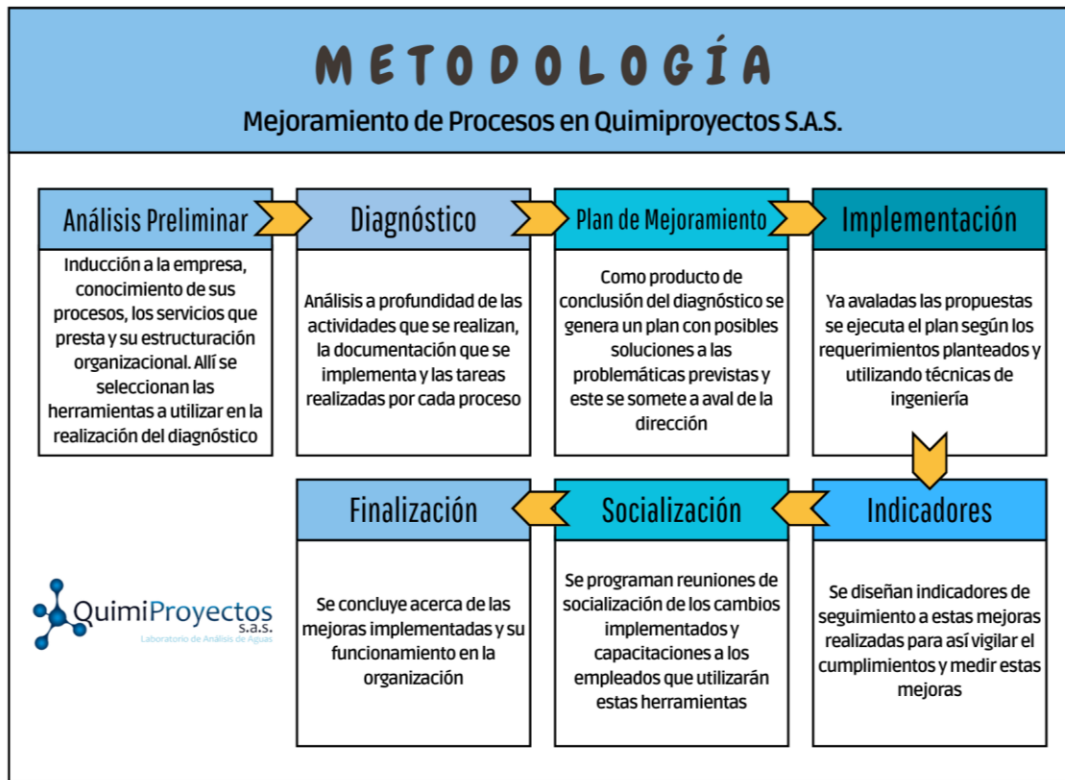 METODOLOGÍA
Mejoramiento de Procesos en Quimiproyectos S.A.S.
Análisis Preliminar
Inducción a la empresa,
conocimiento de sus
procesos, los servicios que
presta y su estructuración
organizacional. Allí se
seleccionan las
herramientas a utilizar en la
realización del diagnóstico
Diagnóstico
Análisis a profundidad de las
actividades que se realizan,
la documentación que se
implementa y las tareas
realizadas por cada proceso
Plan de Mejoramiento
Como producto de
conclusión del diagnóstico se
genera un plan con posibles
soluciones a las
problemáticas previstas y
este se somete a aval de la
dirección
Implementación
Ya avaladas las propuestas
se ejecuta el plan según los
requerimientos planteados y
utilizando técnicas de
ingeniería
Indicadores
Se diseñan indicadores de
seguimiento a estas mejoras
realizadas para así vigilar el
cumplimientos y medir estas
mejoras
Socialización
Se programan reuniones de
socialización de los cambios
implementados y
capacitaciones a los
empleados que utilizarán
estas herramientas
Finalización
Se concluye acerca de las
mejoras implementadas y su
funcionamiento en la
organización
QuimiProyectos
s.a.s.
Laboratorio de Análisis de Aguas